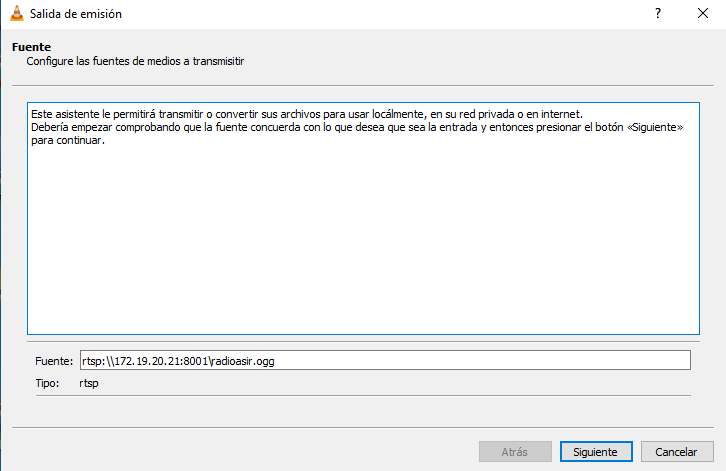 Salida de emisión
?
Fuente
Configure las fuentes de medios a transmisitir
Este asistente le permitirá transmitir o convertir sus archivos para usar locálmente, en su red privada o en internet.
Debería empezar comprobando que la fuente concuerda con lo que desea que sea la entrada y entonces presionar el botón «Siguiente»
para continuar.
Fuente: rtsp:\\172.19.20.21:8001\radioasir.ogg
Tipo: rtsp
Atrás Siguiente Cancelar